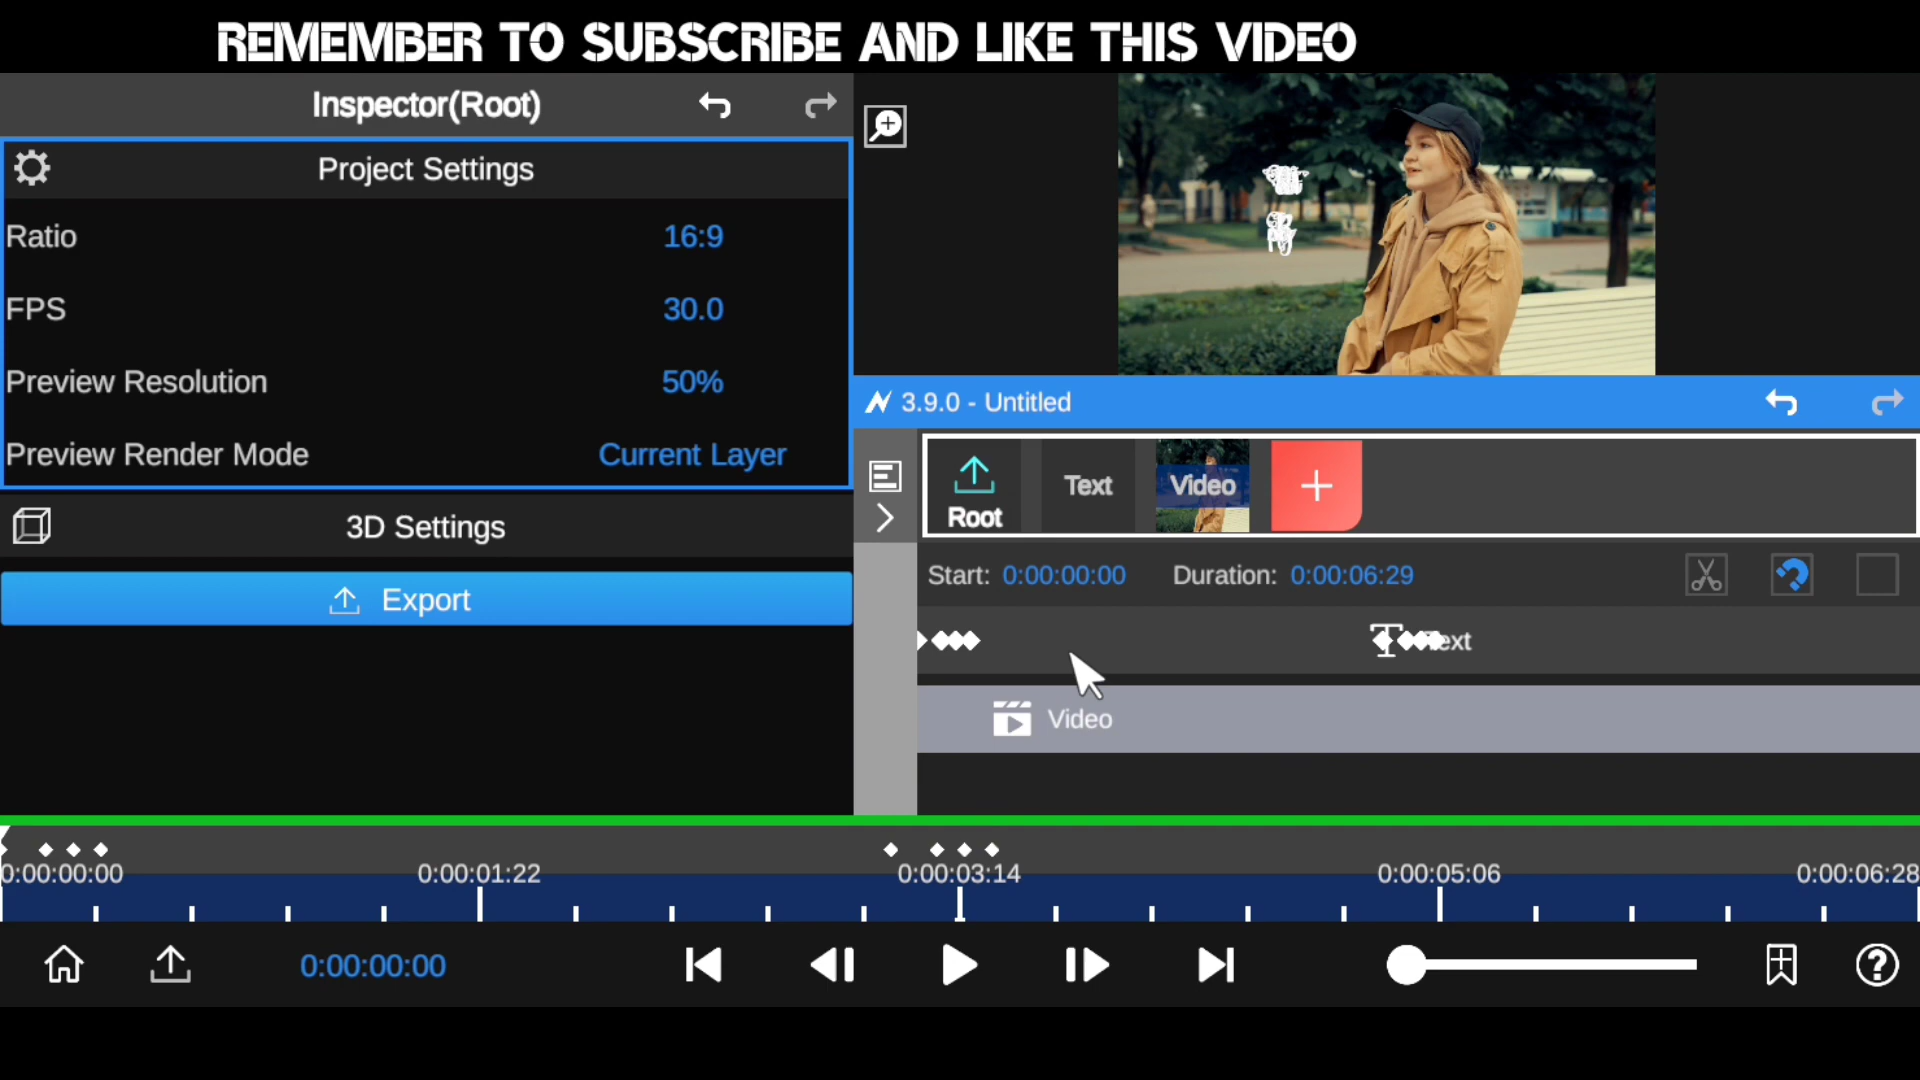 REMEMBER TO SUBSCRIBE AND LIKE THIS VIDEO
Inspector(Root)
Project Settings
Ratio 16:9
FPS 30.0
Preview Resolution 50%
Preview Render Mode Current Layer
3D Settings
Export
3.9.0 - Untitled
Root Text Video
Start: 0:00:00:00 Duration: 0:00:06:29
Text
Video
0:00:00:00 0:00:01:22 0:00:03:14 0:00:05:06 0:00:06:28
0:00:00:00